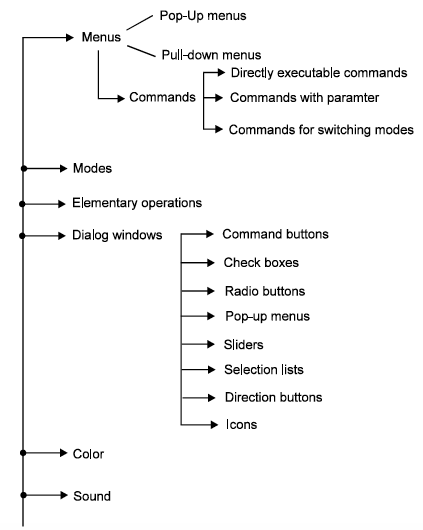 Pop-Up menus
Menus
Pull-down menus
Directly executable commands
Commands
Commands with paramter
Commands for switching modes
Modes
Elementary operations
Dialog windows
Command buttons
Check boxes
Radio buttons
Pop-up menus
Sliders
Selection lists
Direction buttons
Icons
Color
Sound